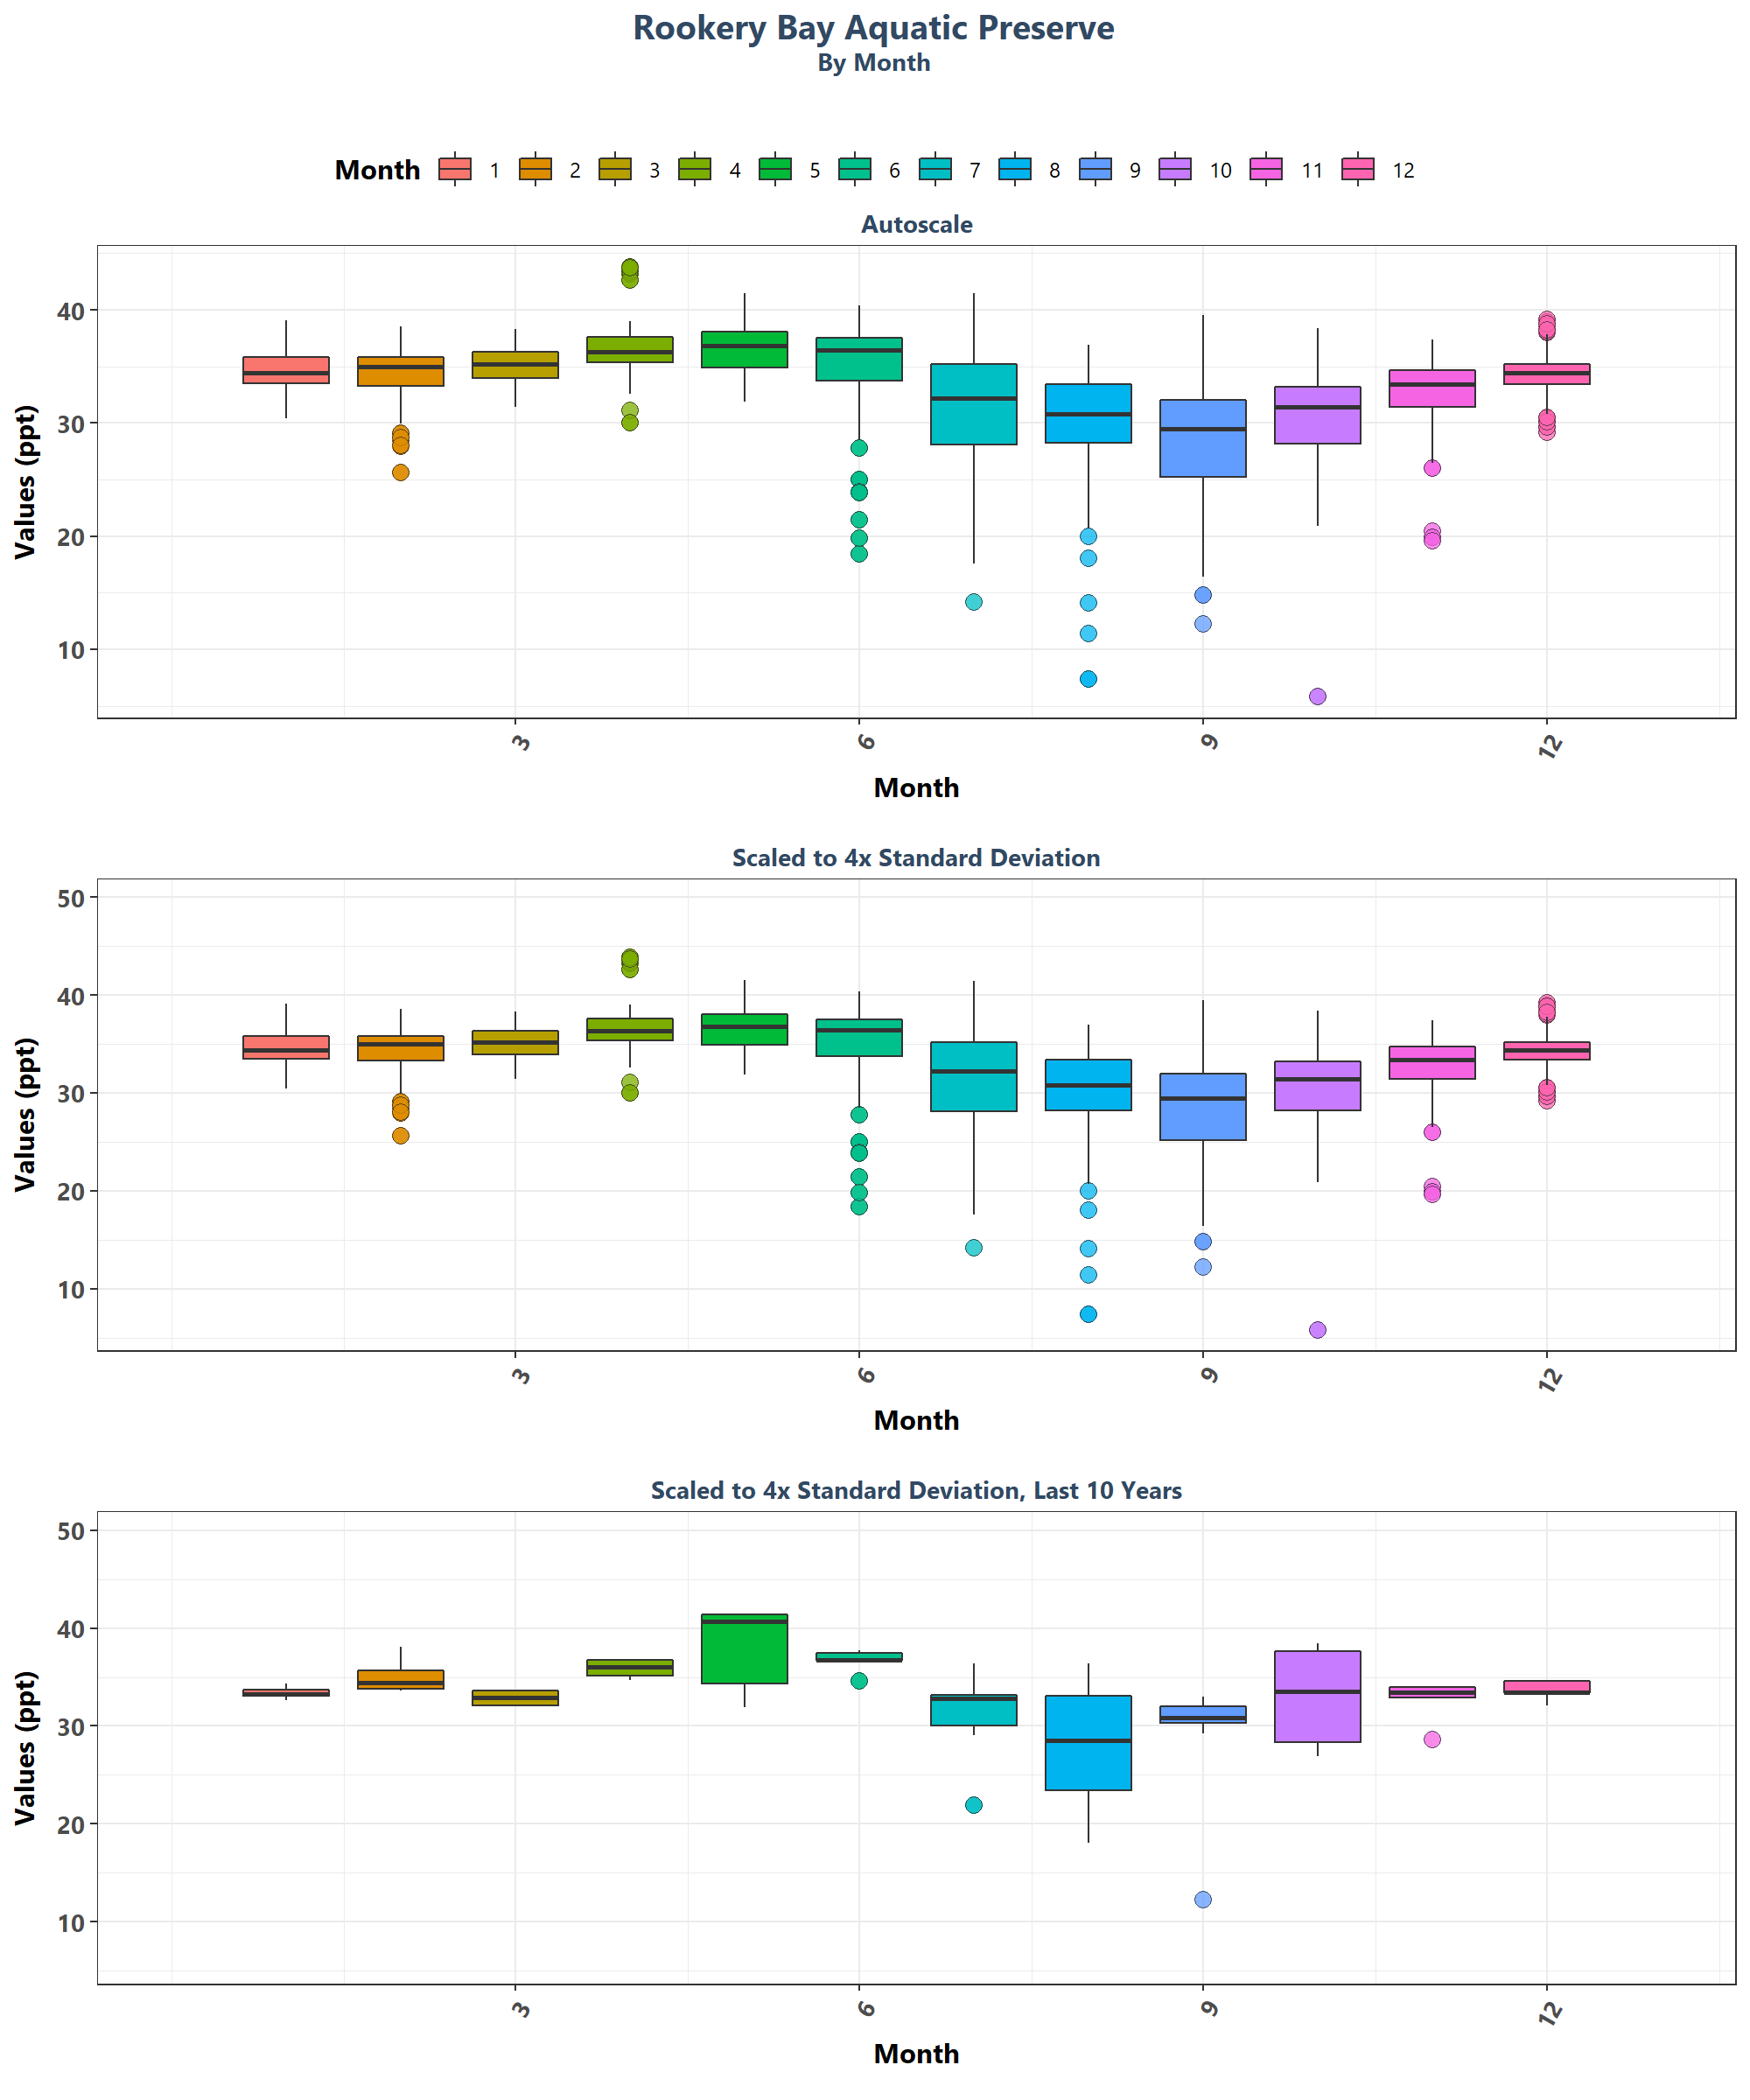 Rookery Bay Aquatic Preserve
By Month
Month 1 2 3 4 5 6 7 8 9 10 11 12
Autoscale
Values (ppt)
40
30
20
10
3 6 9 12
Month
Scaled to 4x Standard Deviation
Values (ppt)
50
40
30
20
10
3 6 9 12
Month
Scaled to 4x Standard Deviation, Last 10 Years
Values (ppt)
50
40
30
20
10
3 6 9 12
Month